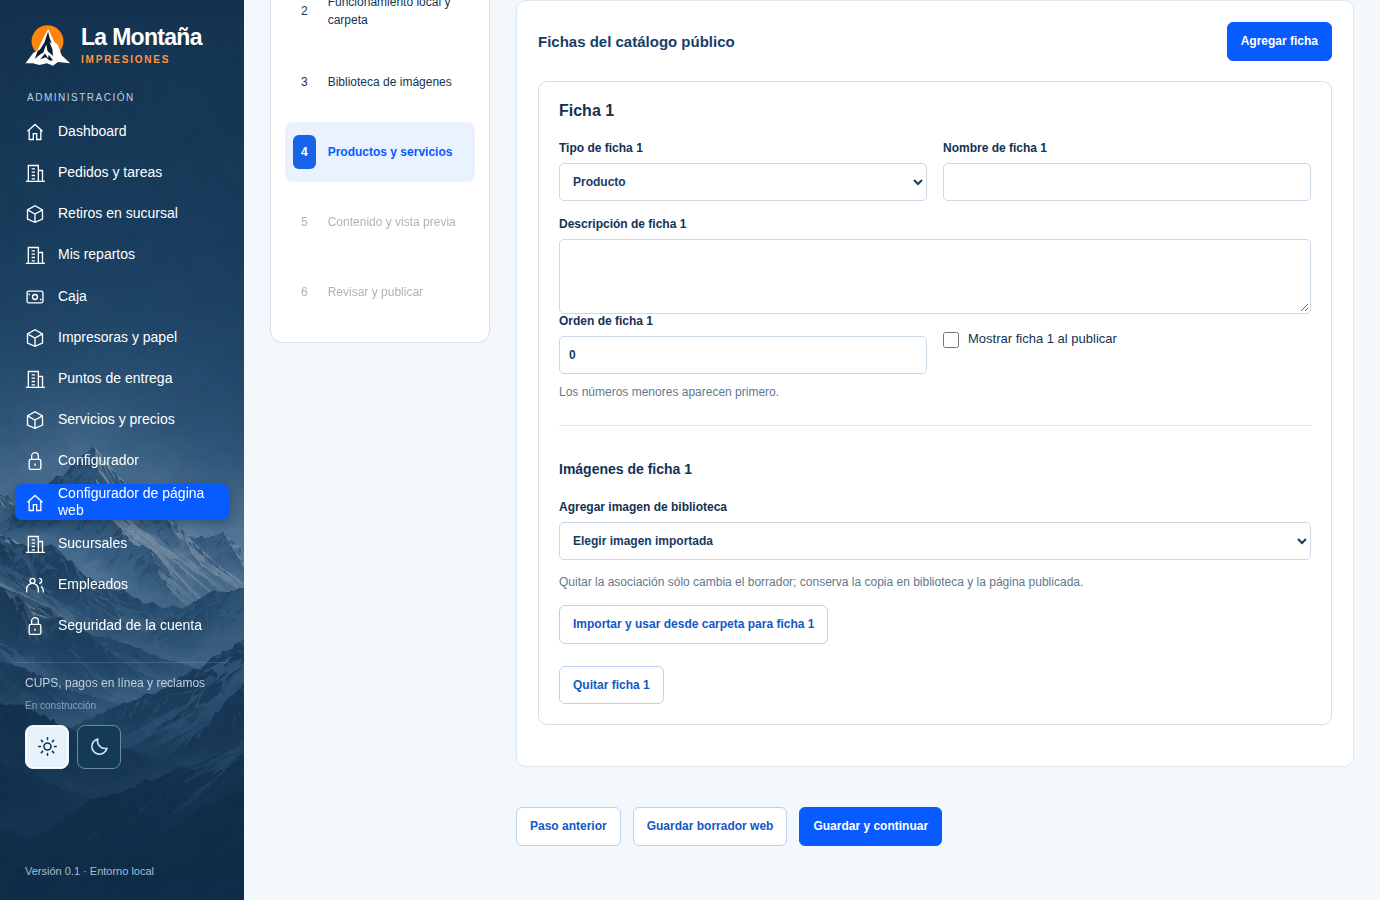 La Montaña
IMPRESIONES
ADMINISTRACIÓN
Dashboard
Pedidos y tareas
Retiros en sucursal
Mis repartos
Caja
Impresoras y papel
Puntos de entrega
Servicios y precios
Configurador
Configurador de página
web
Sucursales
Empleados
Seguridad de la cuenta
CUPS, pagos en línea y reclamos
En construcción
Versión 0.1 · Entorno local
2
Funcionamiento local y
carpeta
3 Biblioteca de imágenes
4 Productos y servicios
5 Contenido y vista previa
6 Revisar y publicar
Fichas del catálogo público
Agregar ficha
Ficha 1
Tipo de ficha 1
Nombre de ficha 1
Producto
Descripción de ficha 1
Orden de ficha 1
Mostrar ficha 1 al publicar
0
Los números menores aparecen primero.
Imágenes de ficha 1
Agregar imagen de biblioteca
Elegir imagen importada
Quitar la asociación sólo cambia el borrador; conserva la copia en biblioteca y la página publicada.
Importar y usar desde carpeta para ficha 1
Quitar ficha 1
Paso anterior
Guardar borrador web
Guardar y continuar